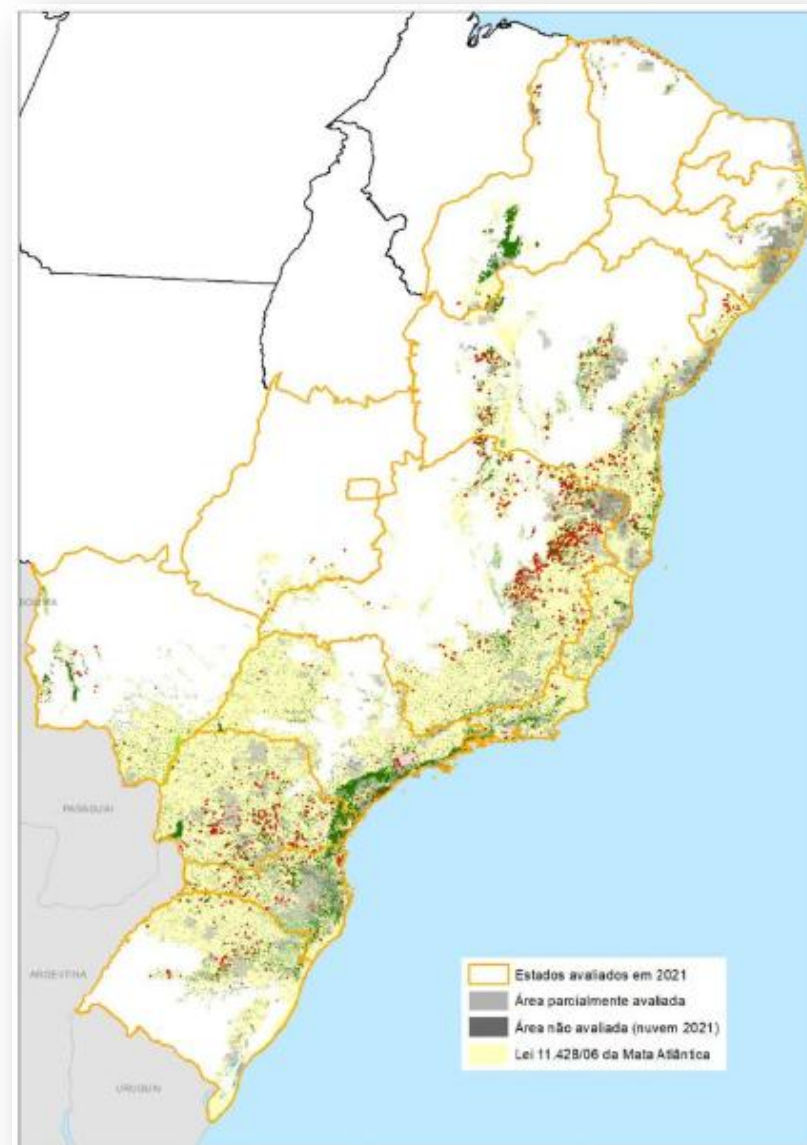 BOLÍVIA
PARAGUAI
ARGENTINA
URUGUAI
Estados avaliados em 2021
Área parcialmente avaliada
Área não avaliada (nuvem 2021)
Lei 11.428/06 da Mata Atlântica